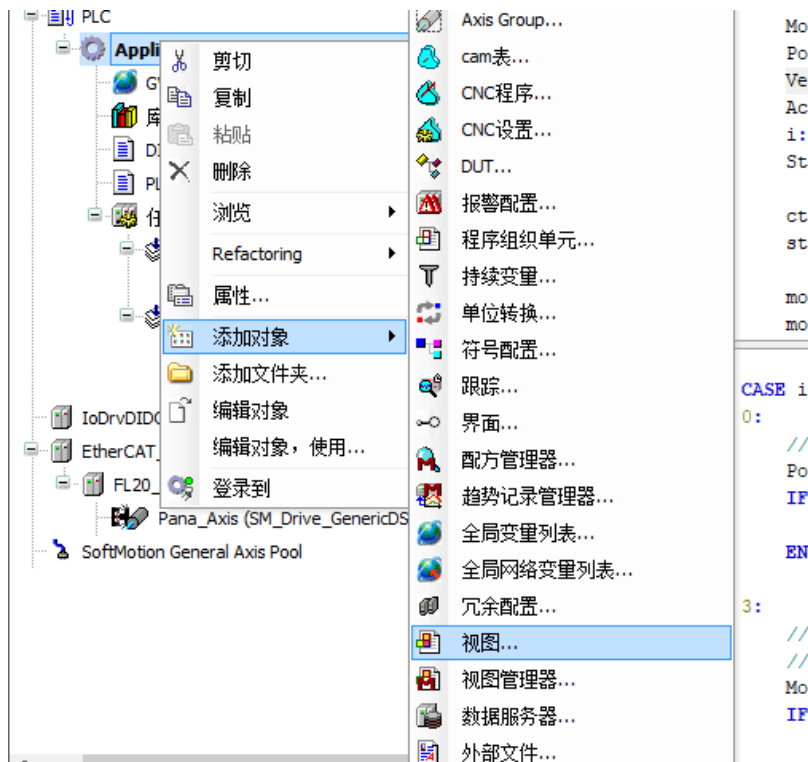 PLC
Appli
G
库
DI
PL
任
IoDrvDIDO
EtherCAT_
FL20_
Pana_Axis (SM_Drive_GenericDS
SoftMotion General Axis Pool
剪切
复制
粘贴
删除
浏览
Refactoring
属性...
添加对象
添加文件夹...
编辑对象
编辑对象，使用...
登录到
Axis Group...
cam表...
CNC程序...
CNC设置...
DUT...
报警配置...
程序组织单元...
持续变量...
单位转换...
符号配置...
跟踪...
界面...
配方管理器...
趋势记录管理器...
全局变量列表...
全局网络变量列表...
冗余配置...
视图...
视图管理器...
数据服务器...
外部文件...
Mo
Po
Ve
Ac
i:
St
ct
st
mo
mo
CASE i
0:
//
Po
IF
EN
3:
//
//
Mo
IF